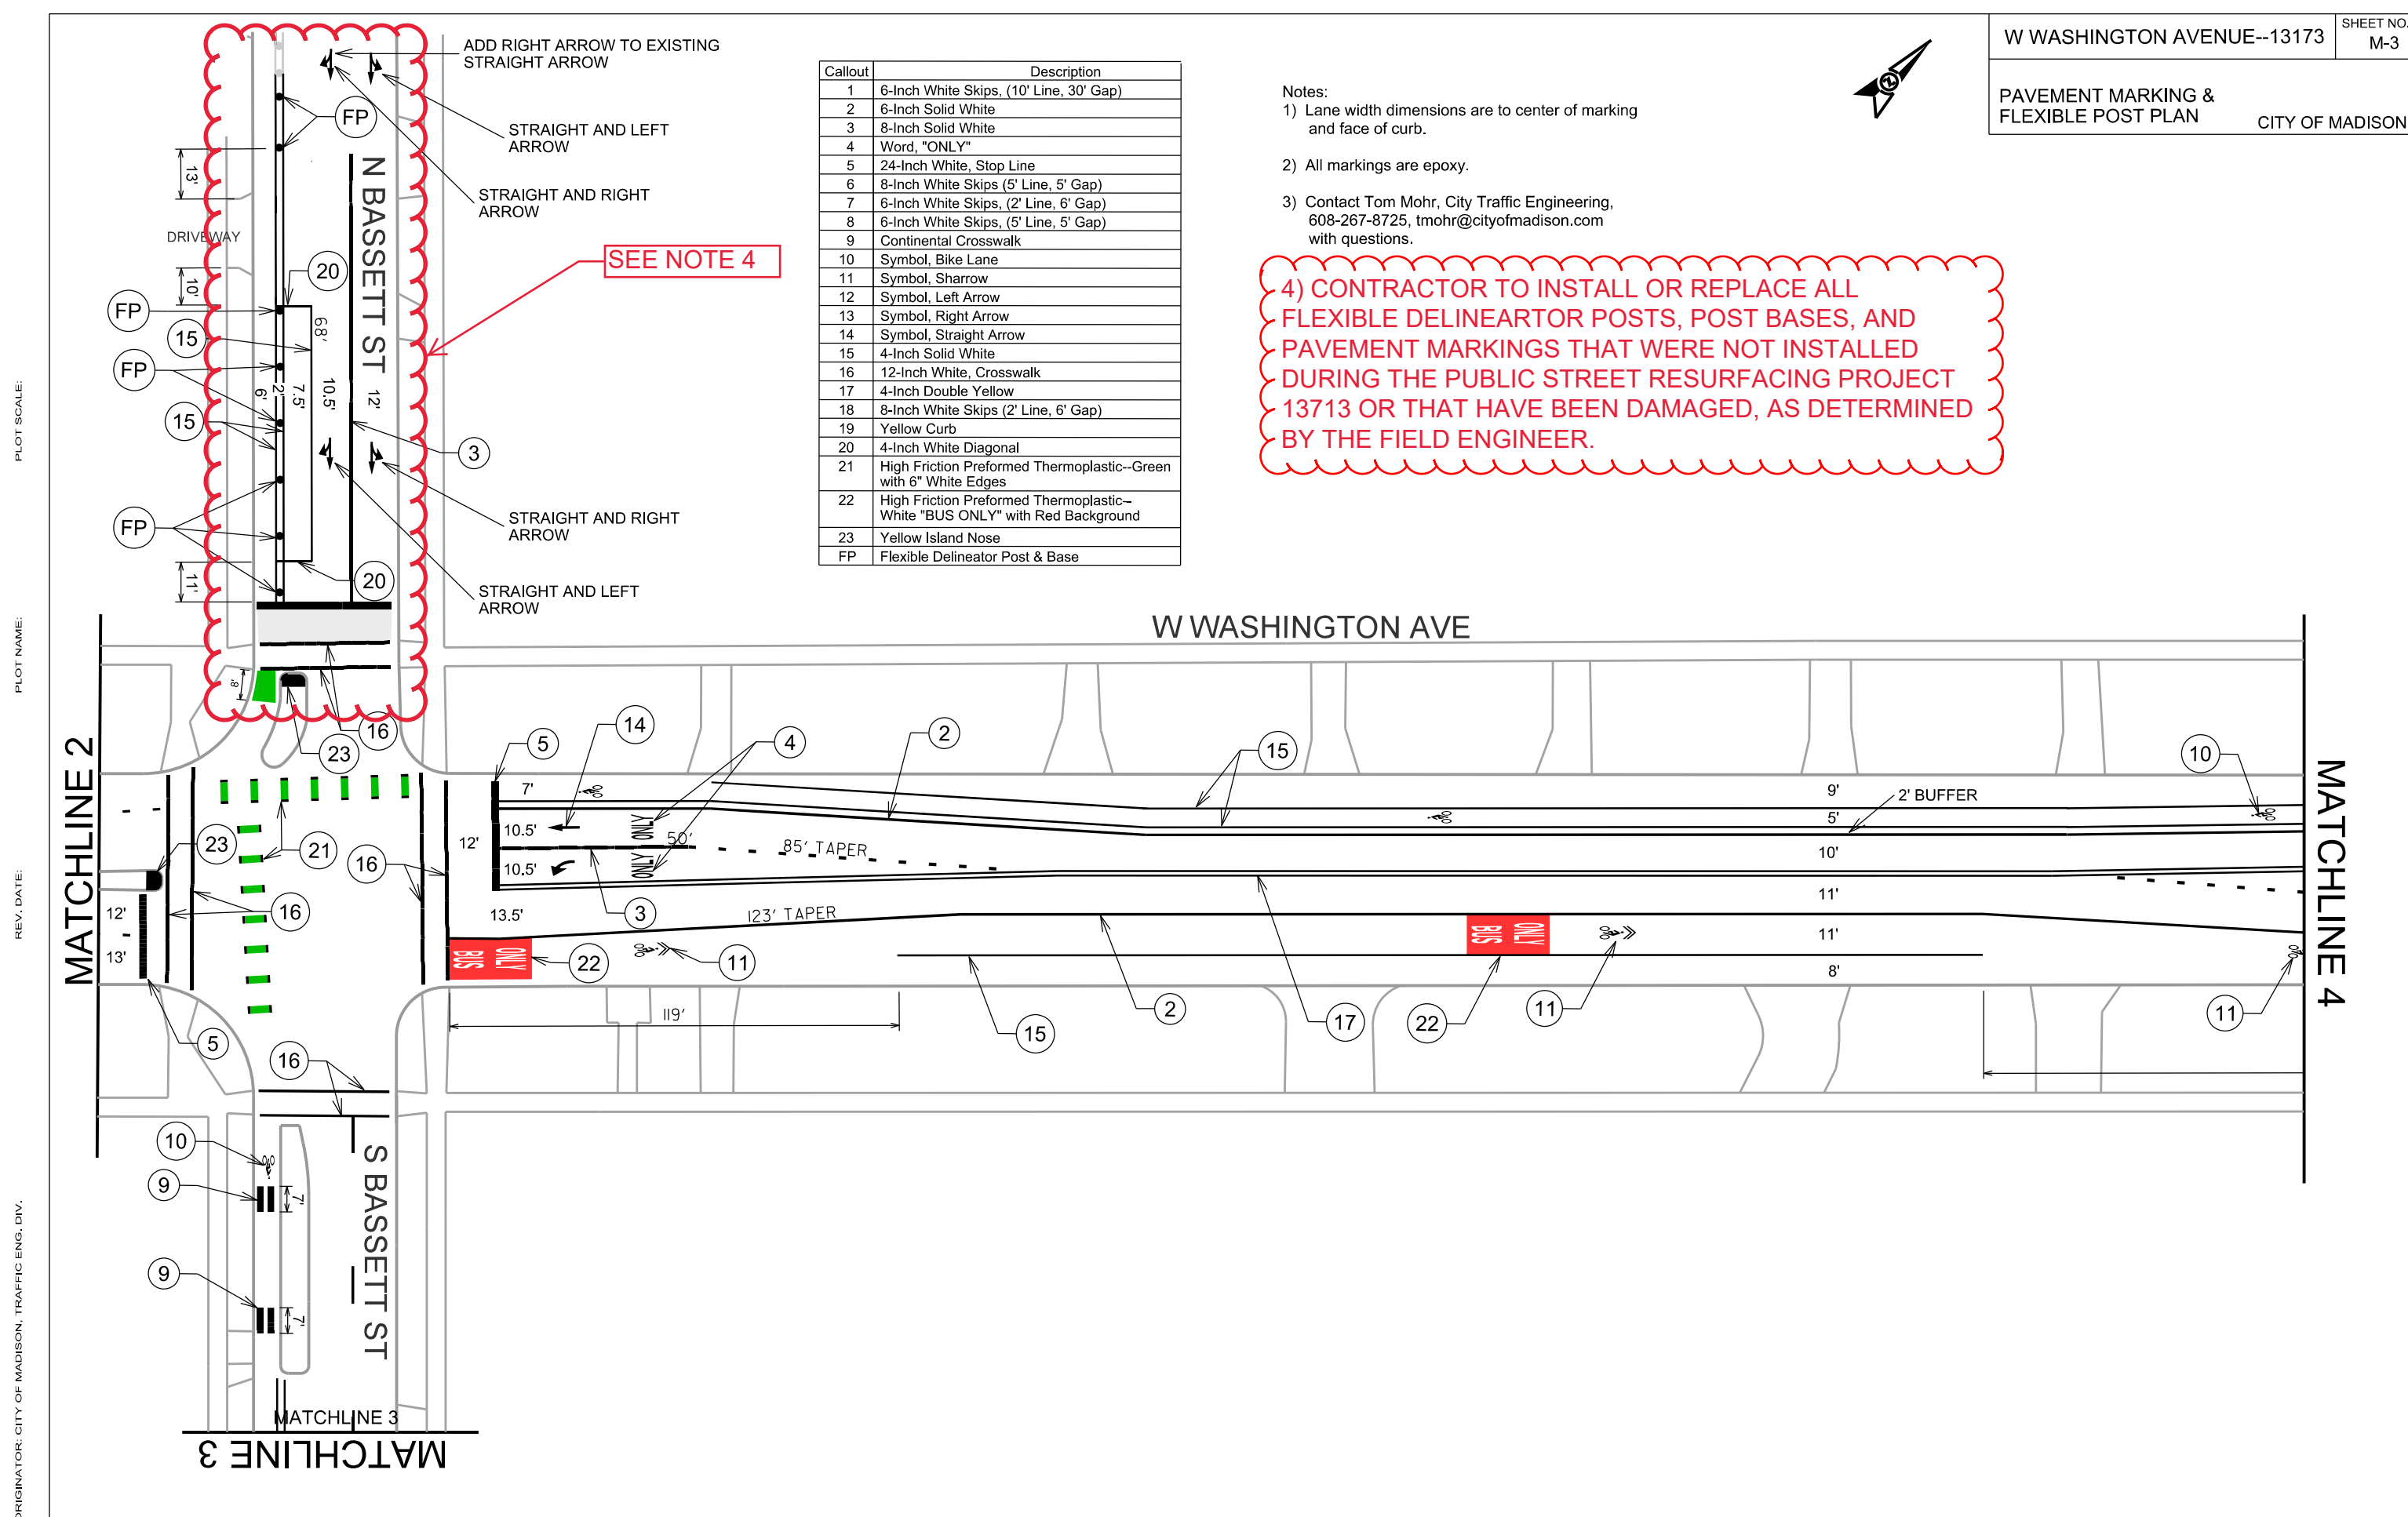 W WASHINGTON AVENUE--13173
SHEET NO.
M-3
PAVEMENT MARKING &
FLEXIBLE POST PLAN
CITY OF MADISON
ADD RIGHT ARROW TO EXISTING
STRAIGHT ARROW
FP
STRAIGHT AND LEFT
ARROW
STRAIGHT AND RIGHT
ARROW
13'
DRIVEWAY
10'
N BASSETT ST
20
SEE NOTE 4
FP
15
68'
FP
6'
2'
7.5'
10.5'
12'
15
3
FP
STRAIGHT AND RIGHT
ARROW
11'
20
STRAIGHT AND LEFT
ARROW
Callout Description
1 6-Inch White Skips, (10' Line, 30' Gap)
2 6-Inch Solid White
3 8-Inch Solid White
4 Word, "ONLY"
5 24-Inch White, Stop Line
6 8-Inch White Skips (5' Line, 5' Gap)
7 6-Inch White Skips, (2' Line, 6' Gap)
8 6-Inch White Skips, (5' Line, 5' Gap)
9 Continental Crosswalk
10 Symbol, Bike Lane
11 Symbol, Sharrow
12 Symbol, Left Arrow
13 Symbol, Right Arrow
14 Symbol, Straight Arrow
15 4-Inch Solid White
16 12-Inch White, Crosswalk
17 4-Inch Double Yellow
18 8-Inch White Skips (2' Line, 6' Gap)
19 Yellow Curb
20 4-Inch White Diagonal
21 High Friction Preformed Thermoplastic--Green
with 6" White Edges
22 High Friction Preformed Thermoplastic--
White "BUS ONLY" with Red Background
23 Yellow Island Nose
FP Flexible Delineator Post & Base
Notes:
1) Lane width dimensions are to center of marking
and face of curb.
2) All markings are epoxy.
3) Contact Tom Mohr, City Traffic Engineering,
608-267-8725, tmohr@cityofmadison.com
with questions.
4) CONTRACTOR TO INSTALL OR REPLACE ALL
FLEXIBLE DELINEARTOR POSTS, POST BASES, AND
PAVEMENT MARKINGS THAT WERE NOT INSTALLED
DURING THE PUBLIC STREET RESURFACING PROJECT
13713 OR THAT HAVE BEEN DAMAGED, AS DETERMINED
BY THE FIELD ENGINEER.
W WASHINGTON AVE
8'
16
23
MATCHLINE 2
14
5
4
2
15
10
MATCHLINE 4
7'
9'
2' BUFFER
5'
10.5'
ONLY
50'
85' TAPER
10'
12'
23
21
16
10.5'
ONLY
11'
12'
16
13.5'
3
123' TAPER
13'
BUS ONLY
22
11
BUS ONLY
11'
8'
5
119'
15
2
17
22
11
11
16
10
9
7'
S BASSETT ST
9
7'
MATCHLINE 3
MATCHLINE 3
PLOT SCALE:
PLOT NAME:
REV. DATE:
ORIGINATOR: CITY OF MADISON, TRAFFIC ENG. DIV.